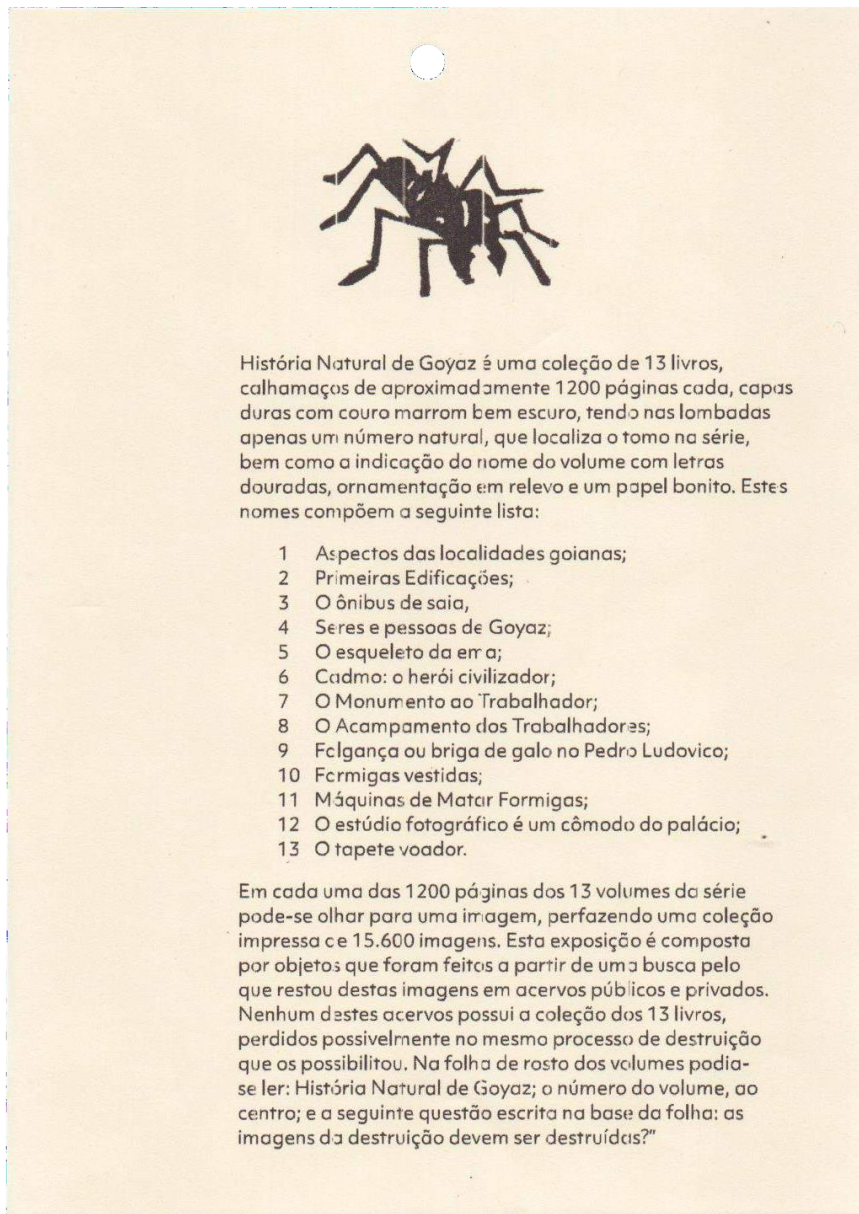 História Natural de Goyaz é uma coleção de 13 livros,
calhamaços de aproximadamente 1200 páginas cada, capas
duras com couro marrom bem escuro, tendo nas lombadas
apenas um número natural, que localiza o tomo na série,
bem como a indicação do nome do volume com letras
douradas, ornamentação em relevo e um papel bonito. Estes
nomes compõem a seguinte lista:
1 Aspectos das localidades goianas;
2 Primeiras Edificações;
3 O ônibus de saia,
4 Seres e pessoas de Goyaz;
5 O esqueleto da ema;
6 Cadmo: o herói civilizador;
7 O Monumento ao Trabalhador;
8 O Acampamento dos Trabalhadores;
9 Folgança ou briga de galo no Pedro Ludovico;
10 Formigas vestidas;
11 Máquinas de Matar Formigas;
12 O estúdio fotográfico é um cômodo do palácio;
13 O tapete voador.
Em cada uma das 1200 páginas dos 13 volumes da série
pode-se olhar para uma imagem, perfazendo uma coleção
impressa de 15.600 imagens. Esta exposição é composta
por objetos que foram feitos a partir de uma busca pelo
que restou destas imagens em acervos públicos e privados.
Nenhum destes acervos possui a coleção dos 13 livros,
perdidos possivelmente no mesmo processo de destruição
que os possibilitou. Na folha de rosto dos volumes podia-
se ler: História Natural de Goyaz; o número do volume, ao
centro; e a seguinte questão escrita na base da folha: as
imagens da destruição devem ser destruídas?"